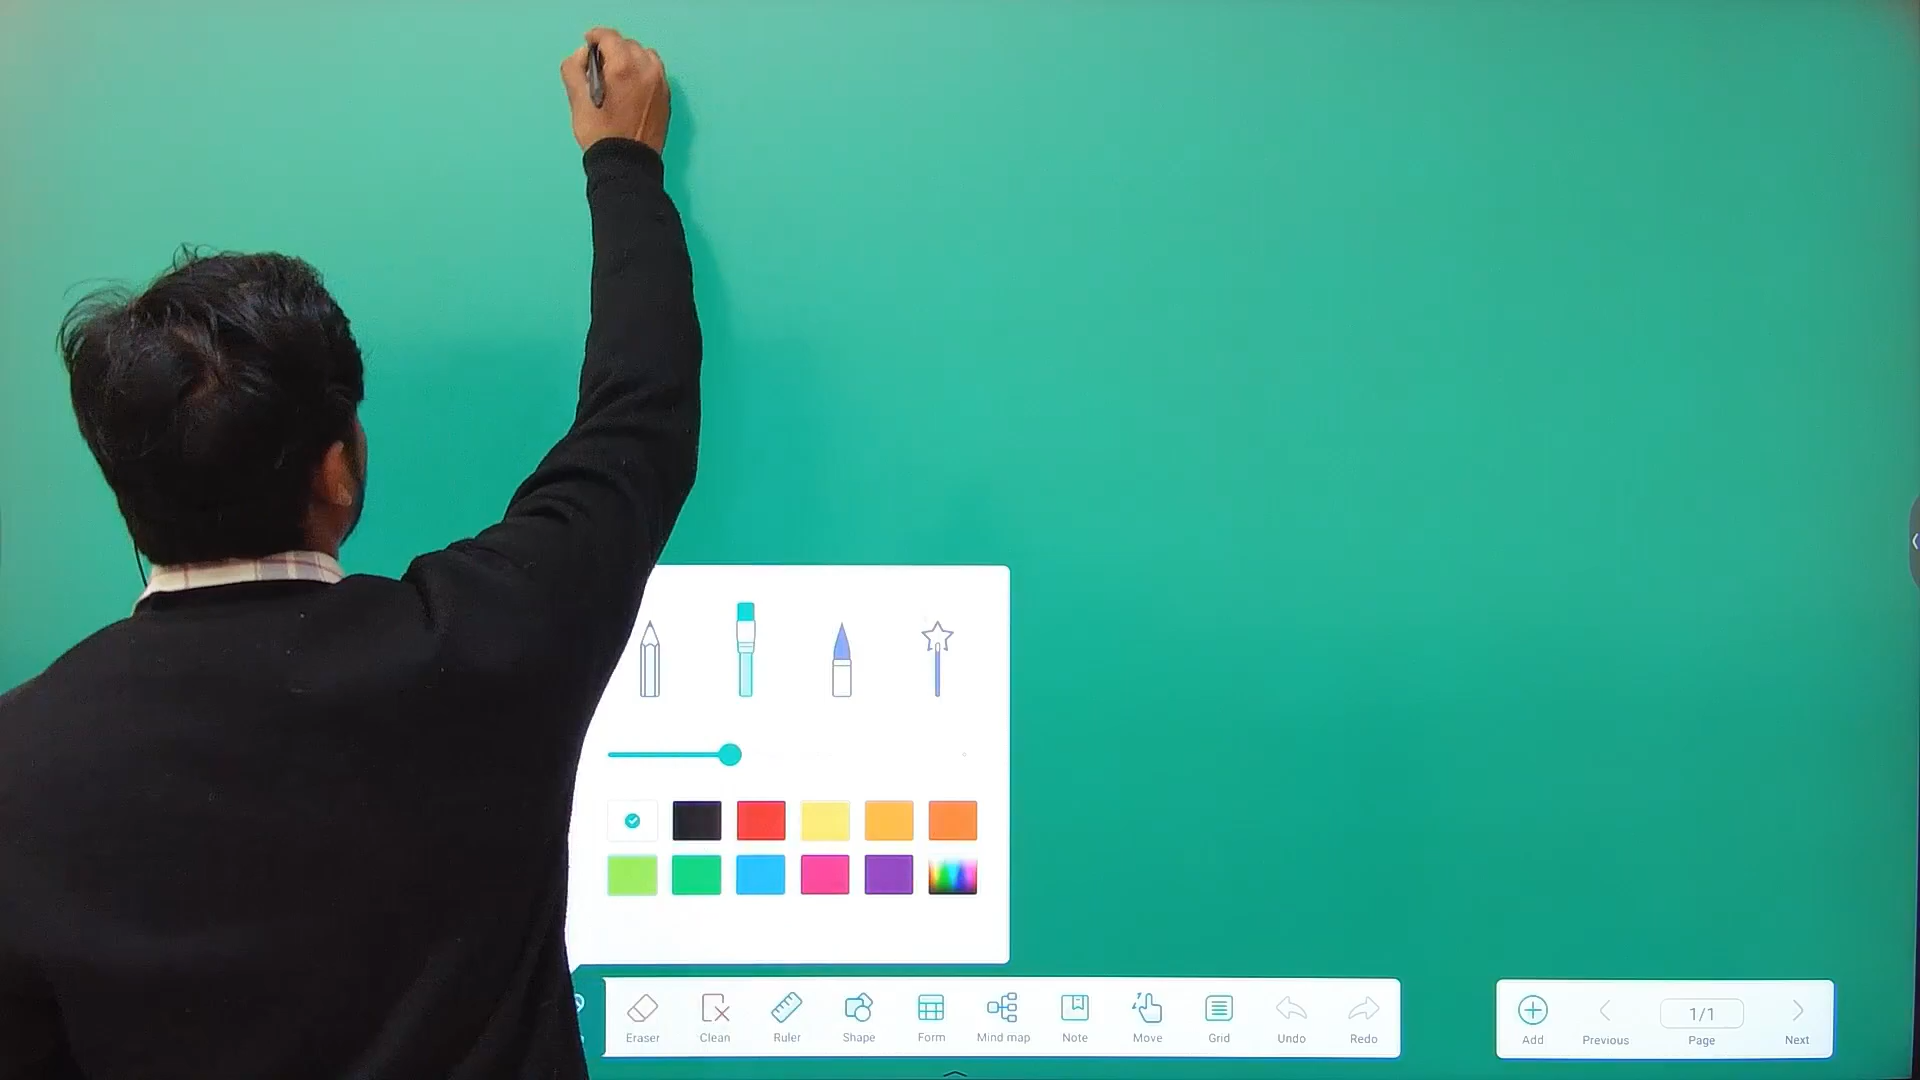 Eraser Clean Ruler Shape Form Mind map Note Move Grid Undo Redo
Add Previous 1/1 Page Next